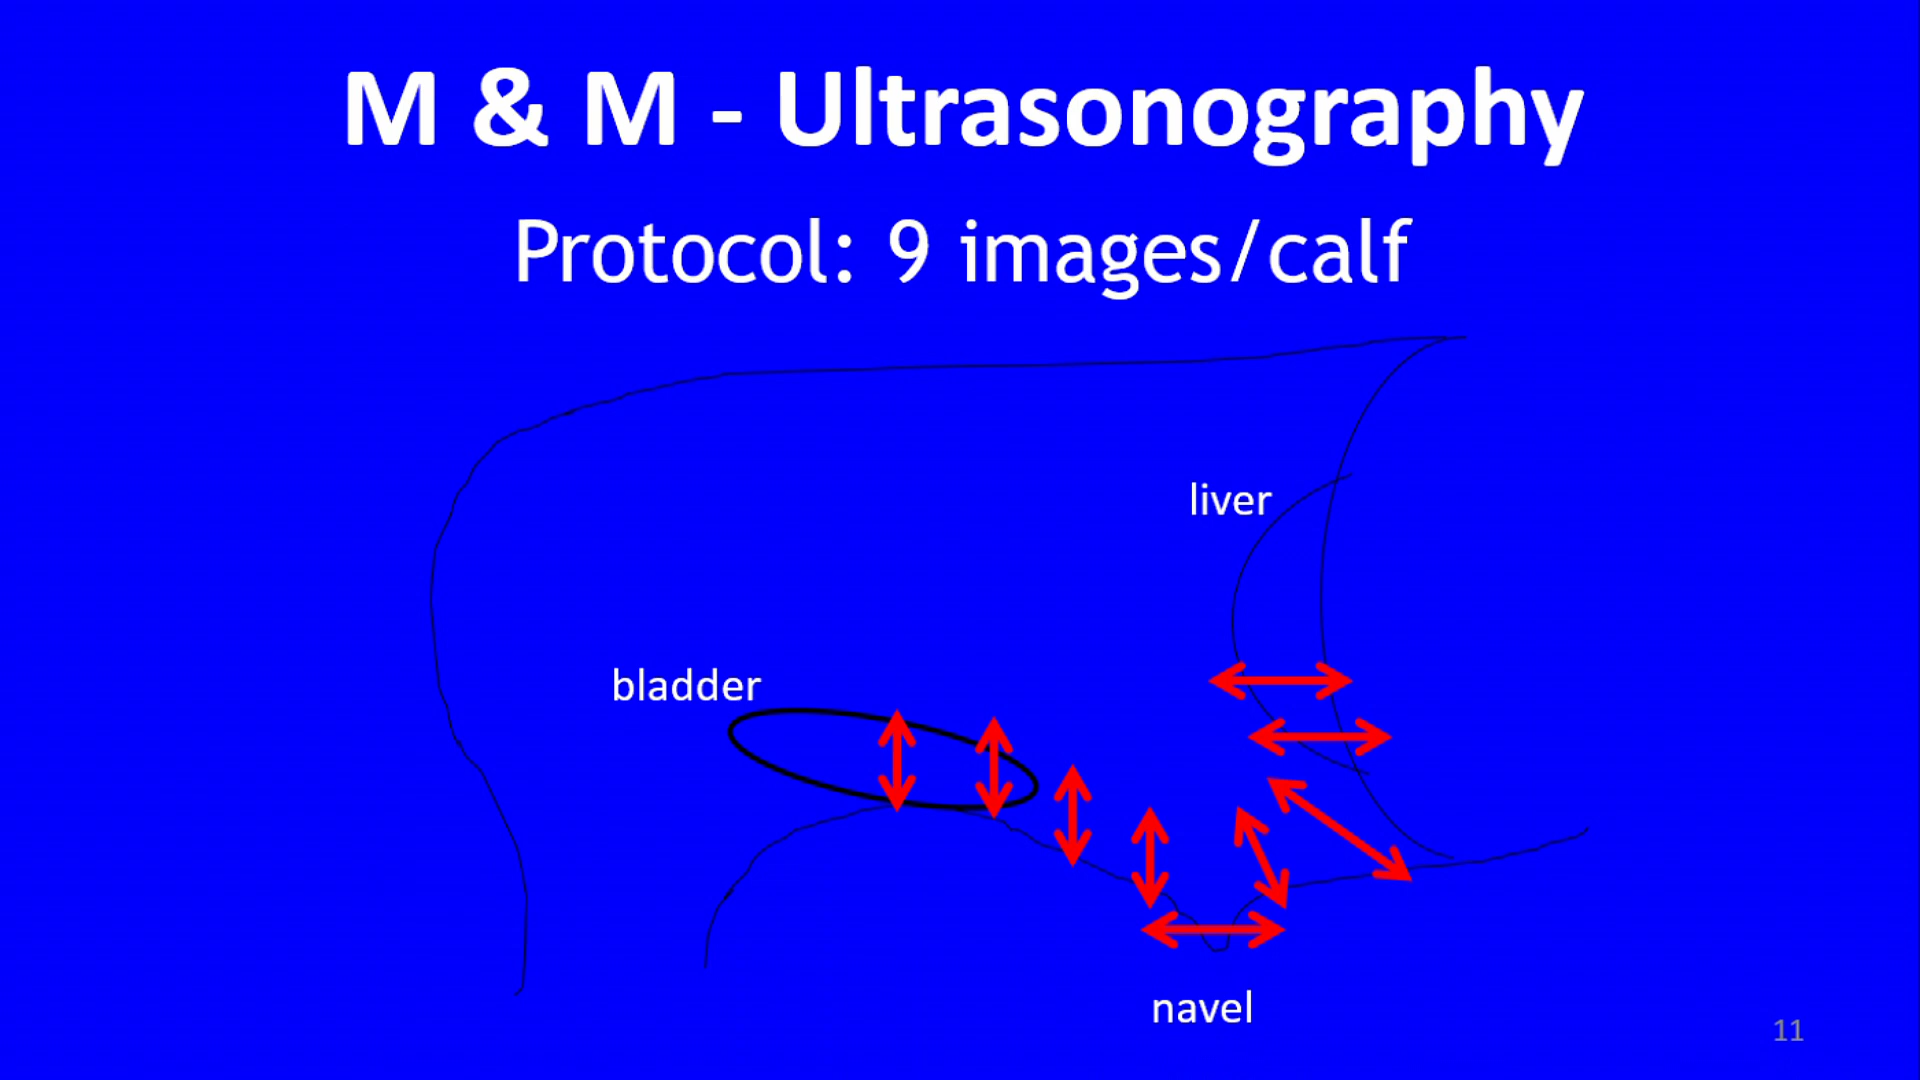 M & M - Ultrasonography
Protocol: 9 images/calf
liver
bladder
navel
11